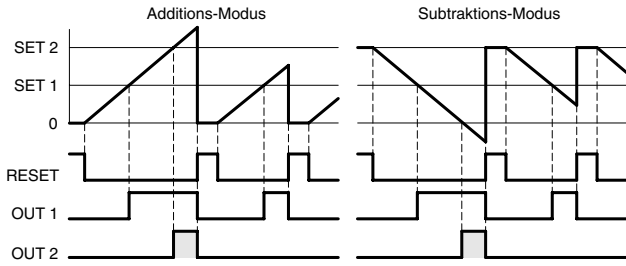 Additions-Modus
Subtraktions-Modus
SET 2
SET 1
0
RESET
OUT 1
OUT 2